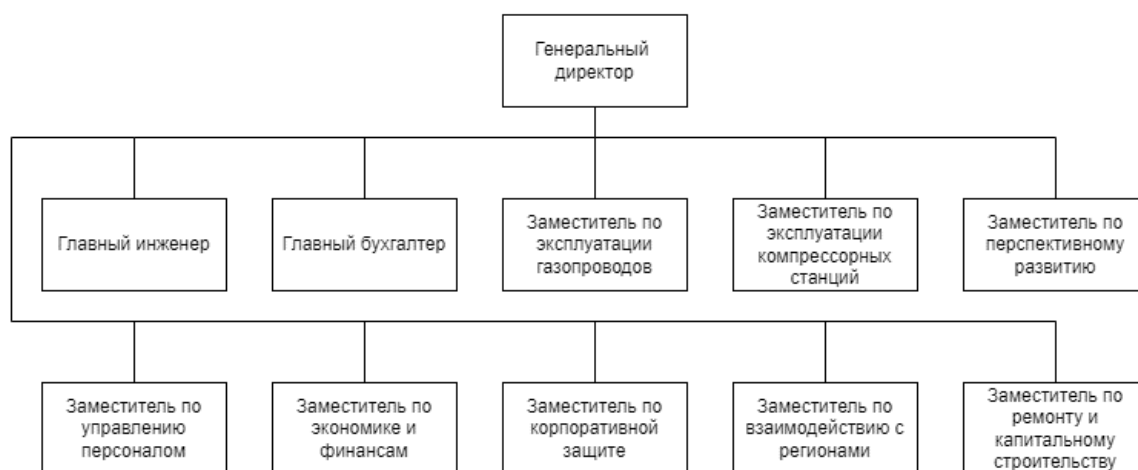 Генеральный
директор
Главный инженер
Главный бухгалтер
Заместитель по
эксплуатации
газопроводов
Заместитель по
эксплуатации
компрессорных
станций
Заместитель по
перспективному
развитию
Заместитель по
управлению
персоналом
Заместитель по
экономике и
финансам
Заместитель по
корпоративной
защите
Заместитель по
взаимодействию с
регионами
Заместитель по
ремонту и
капитальному
строительству